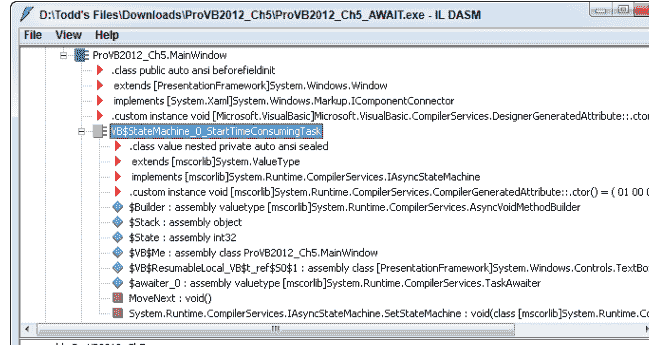 D:\Todd's Files\Downloads\ProVB2012_Ch5\ProVB2012_Ch5_AWAIT.exe - IL DASM
File View Help
ProVB2012_Ch5.MainWindow
.class public auto ansi beforefieldinit
extends [PresentationFramework]System.Windows.Window
implements [System.Xaml]System.Windows.Markup.IComponentConnector
.custom instance void [Microsoft.VisualBasic]Microsoft.VisualBasic.CompilerServices.DesignerGeneratedAttribute::.ctor
VB$StateMachine_0_StartTimeConsumingTask
.class value nested private auto ansi sealed
extends [mscorlib]System.ValueType
implements [mscorlib]System.Runtime.CompilerServices.IAsyncStateMachine
.custom instance void [mscorlib]System.Runtime.CompilerServices.CompilerGeneratedAttribute::.ctor() = ( 01 00 0
$Builder : assembly valuetype [mscorlib]System.Runtime.CompilerServices.AsyncVoidMethodBuilder
$Stack : assembly object
$State : assembly int32
$VB$Me : assembly class ProVB2012_Ch5.MainWindow
$VB$ResumableLocal_VB$t_ref$S0$1 : assembly class [PresentationFramework]System.Windows.Controls.TextBo
$awaiter_0 : assembly valuetype [mscorlib]System.Runtime.CompilerServices.TaskAwaiter
MoveNext : void()
System.Runtime.CompilerServices.IAsyncStateMachine.SetStateMachine : void(class [mscorlib]System.Runtime.C